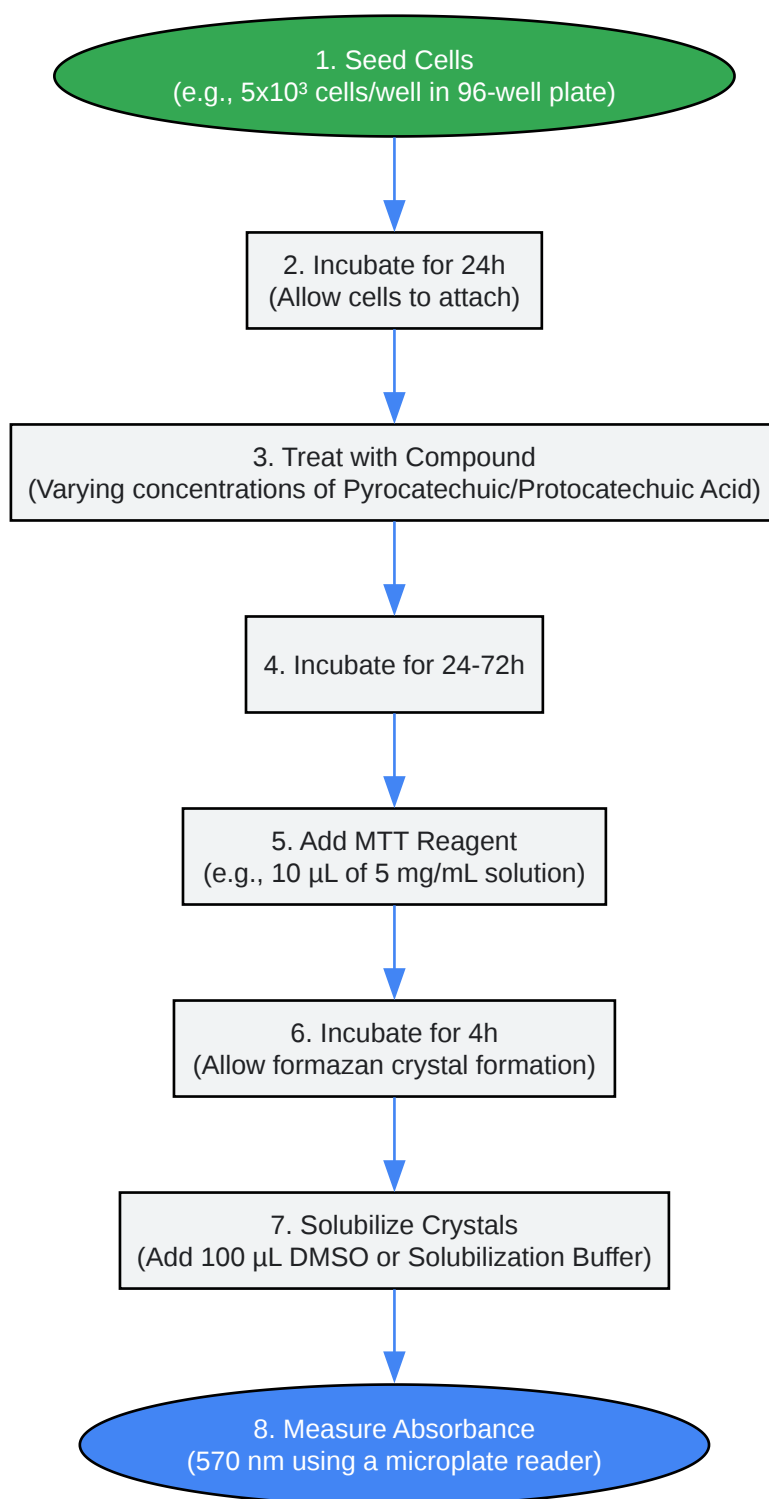 1. Seed Cells
(e.g., 5x10³ cells/well in 96-well plate)
2. Incubate for 24h
(Allow cells to attach)
3. Treat with Compound
(Varying concentrations of Pyrocatechuic/Protocatechuic Acid)
4. Incubate for 24-72h
5. Add MTT Reagent
(e.g., 10 µL of 5 mg/mL solution)
6. Incubate for 4h
(Allow formazan crystal formation)
7. Solubilize Crystals
(Add 100 µL DMSO or Solubilization Buffer)
8. Measure Absorbance
(570 nm using a microplate reader)